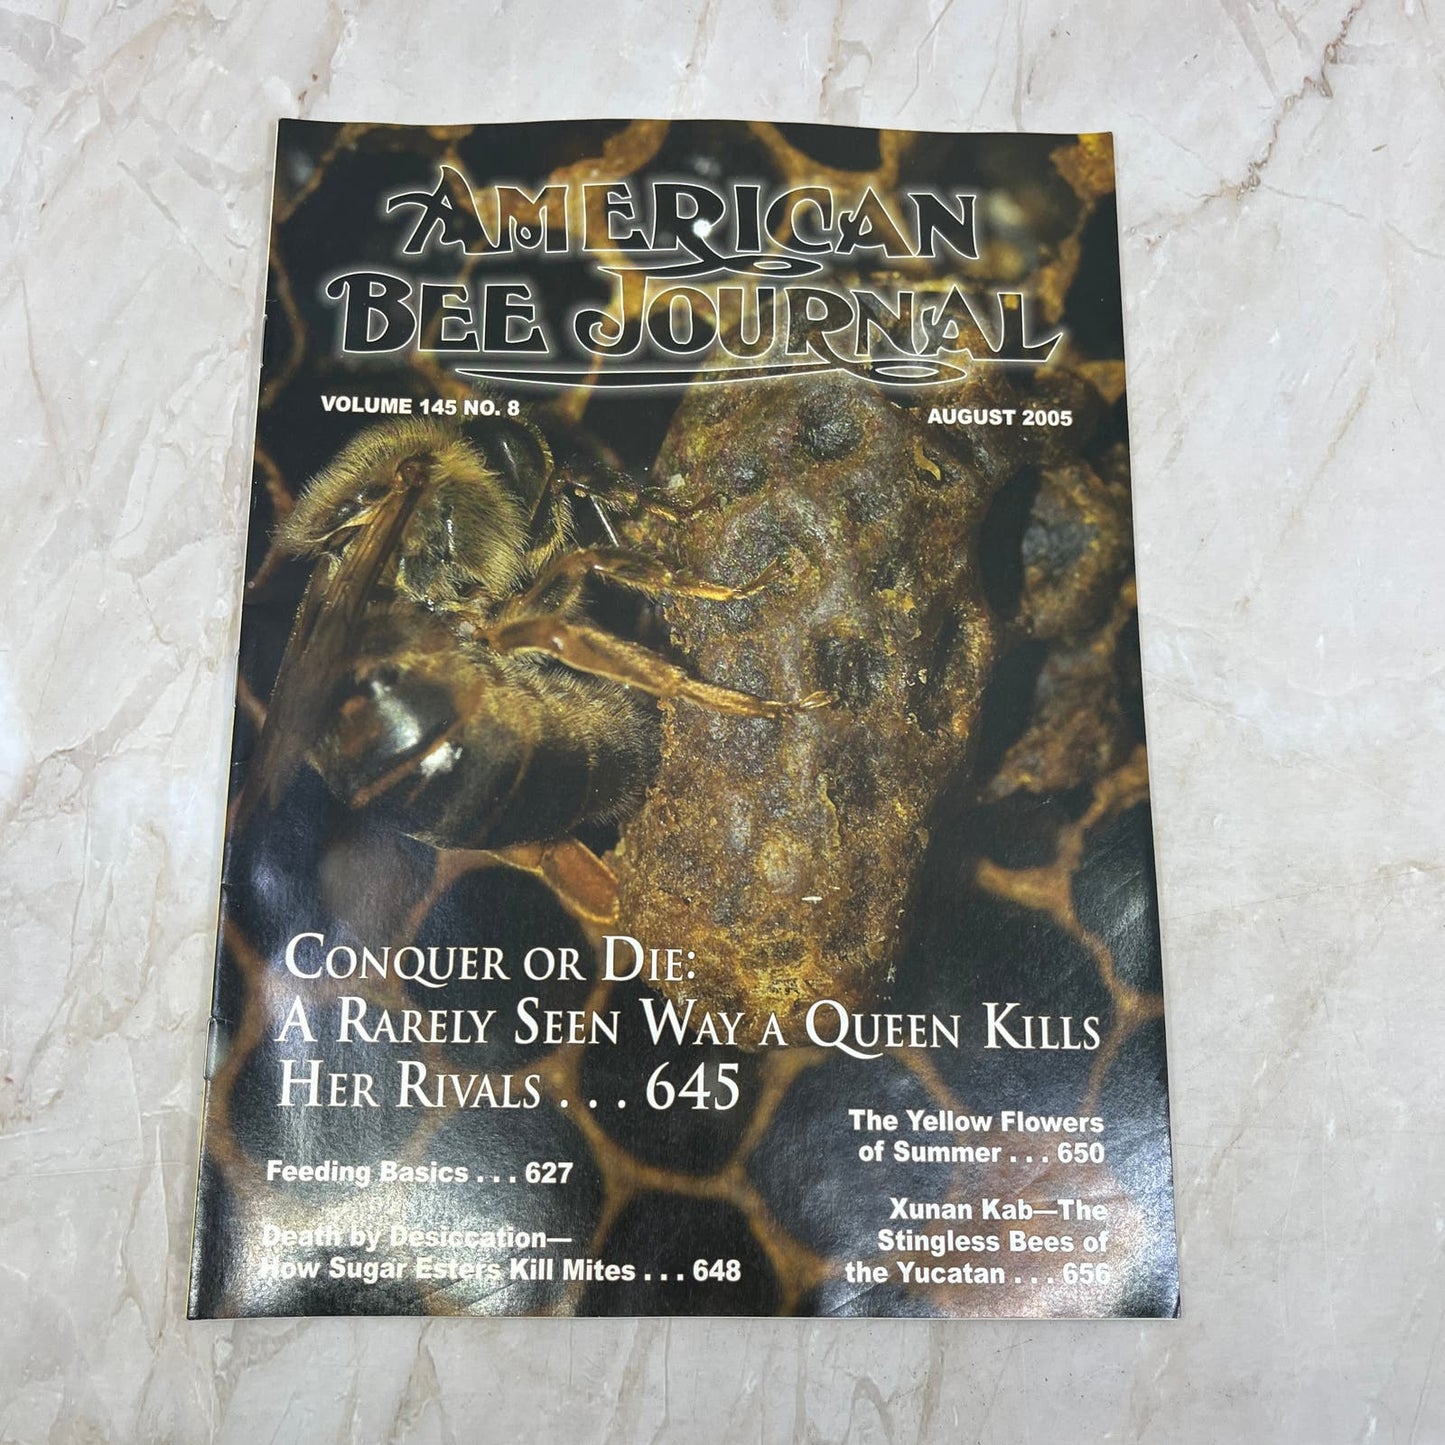 AMERICAN
BEE JOURNAL
VOLUME 145 NO. 8
AUGUST 2005
CONQUER OR DIE:
A RARELY SEEN WAY A QUEEN KILLS
HER RIVALS . . . 645
Feeding Basics . . . 627
Death by Desiccation—
How Sugar Esters Kill Mites . . . 648
The Yellow Flowers
of Summer . . . 650
Xunan Kab—The
Stingless Bees of
the Yucatan . . . 656